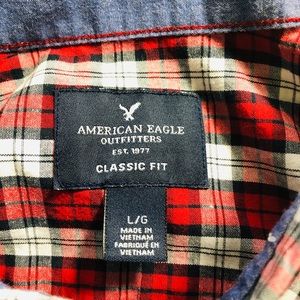 AMERICAN EAGLE
OUTFITTERS
EST. 1977
CLASSIC FIT
L/G
MADE IN
VIETNAM
FABRIQUÉ EN
VIETNAM